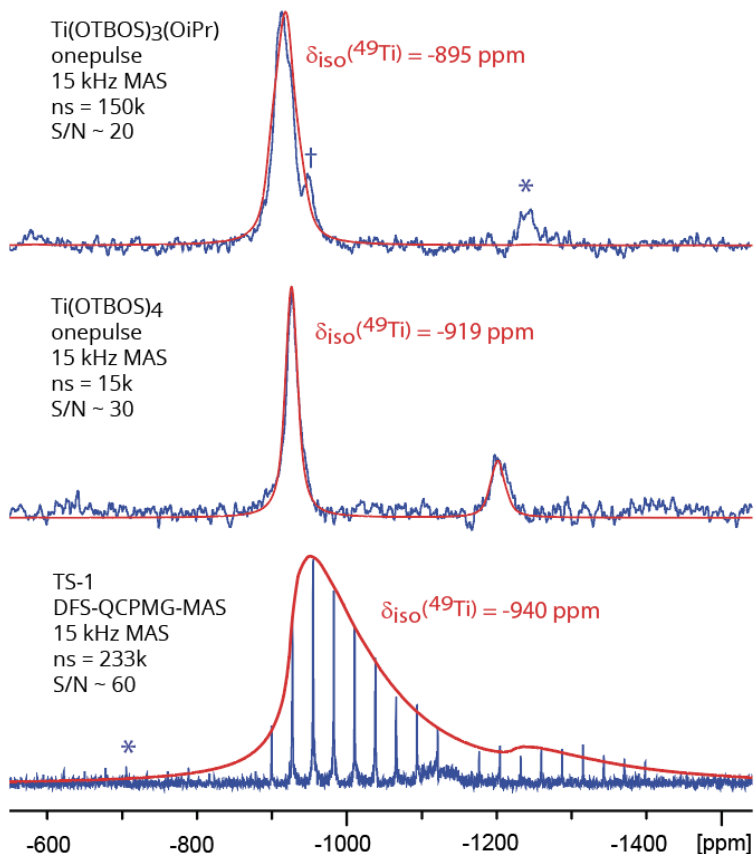 Ti(OTBOS)3(OiPr)
onepulse
15 kHz MAS
ns = 150k
S/N ~ 20
δiso(49Ti) = -895 ppm
†
*
Ti(OTBOS)4
onepulse
15 kHz MAS
ns = 15k
S/N ~ 30
δiso(49Ti) = -919 ppm
TS-1
DFS-QCPMG-MAS
15 kHz MAS
ns = 233k
S/N ~ 60
δiso(49Ti) = -940 ppm
*
-600 -800 -1000 -1200 -1400 [ppm]